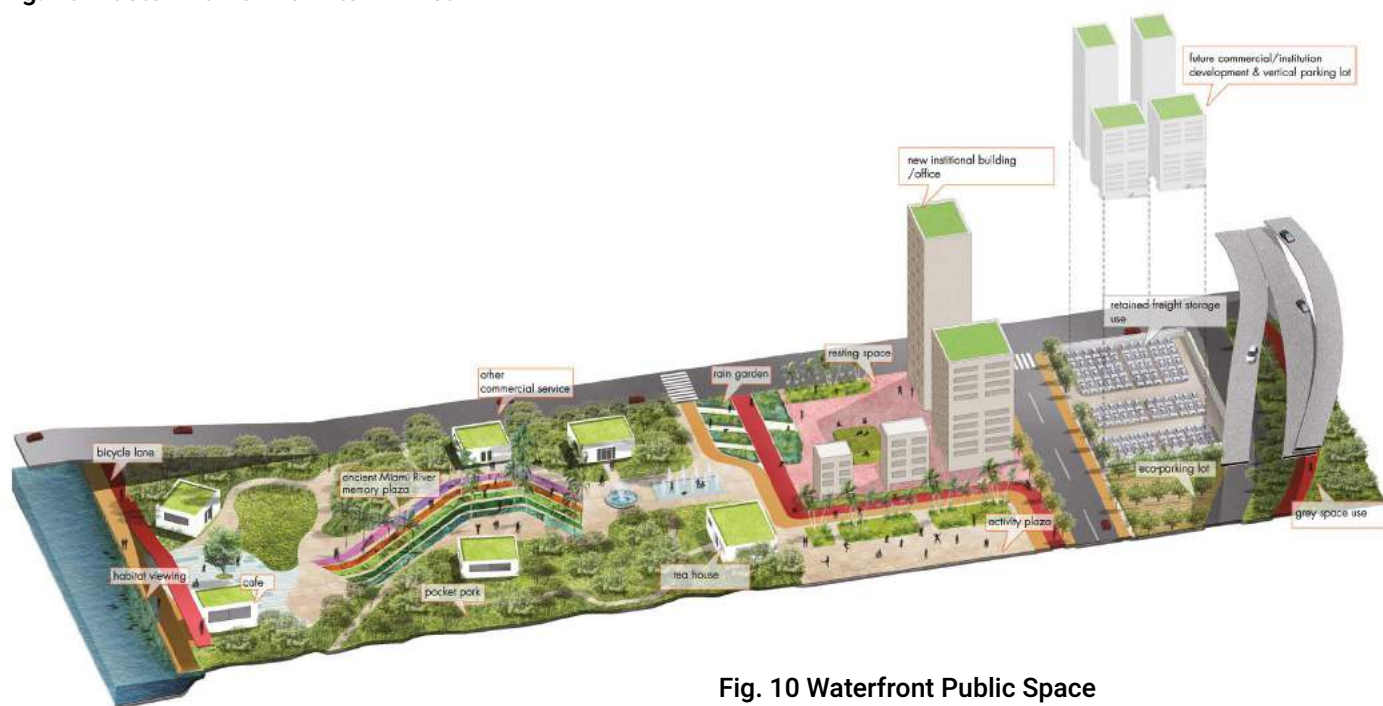 future commercial/institution
development & vertical parking lot
new institional building
/office
retained freight storage
use
resting space
other
commercial service
rain garden
bicycle lane
ancient Miami River
memory plaza
eco-parking lot
grey space use
activity plaza
tea house
habitat viewing
cafe
pocket park
Fig. 10 Waterfront Public Space